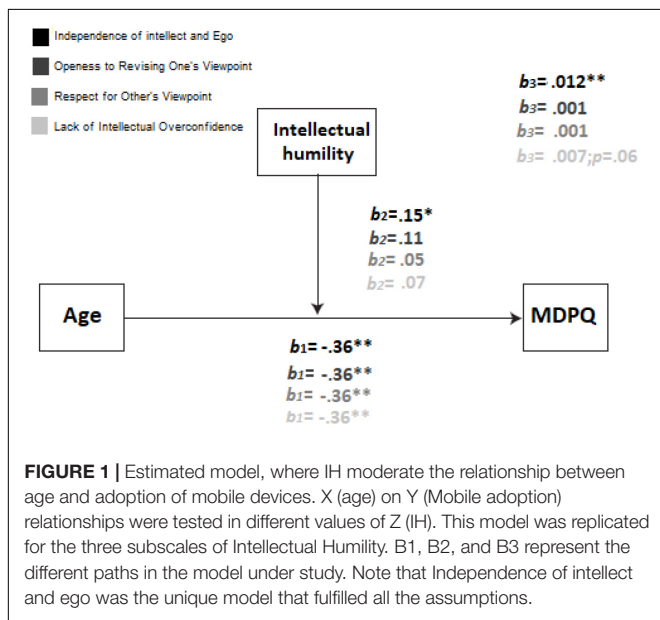 Independence of intellect and Ego
Openess to Revising One's Viewpoint
Respect for Other's Viewpoint
Lack of Intellectual Overconfidence
b3= .012**
b3= .001
b3= .001
b3= .007;p=.06
Intellectual
humility
b2=.15*
b2=.11
b2=.05
b2= .07
Age
MDPQ
b1= -.36**
b1= -.36**
b1= -.36**
b1= -.36**
FIGURE 1 | Estimated model, where IH moderate the relationship between
age and adoption of mobile devices. X (age) on Y (Mobile adoption)
relationships were tested in different values of Z (IH). This model was replicated
for the three subscales of Intellectual Humility. B1, B2, and B3 represent the
different paths in the model under study. Note that Independence of intellect
and ego was the unique model that fulfilled all the assumptions.